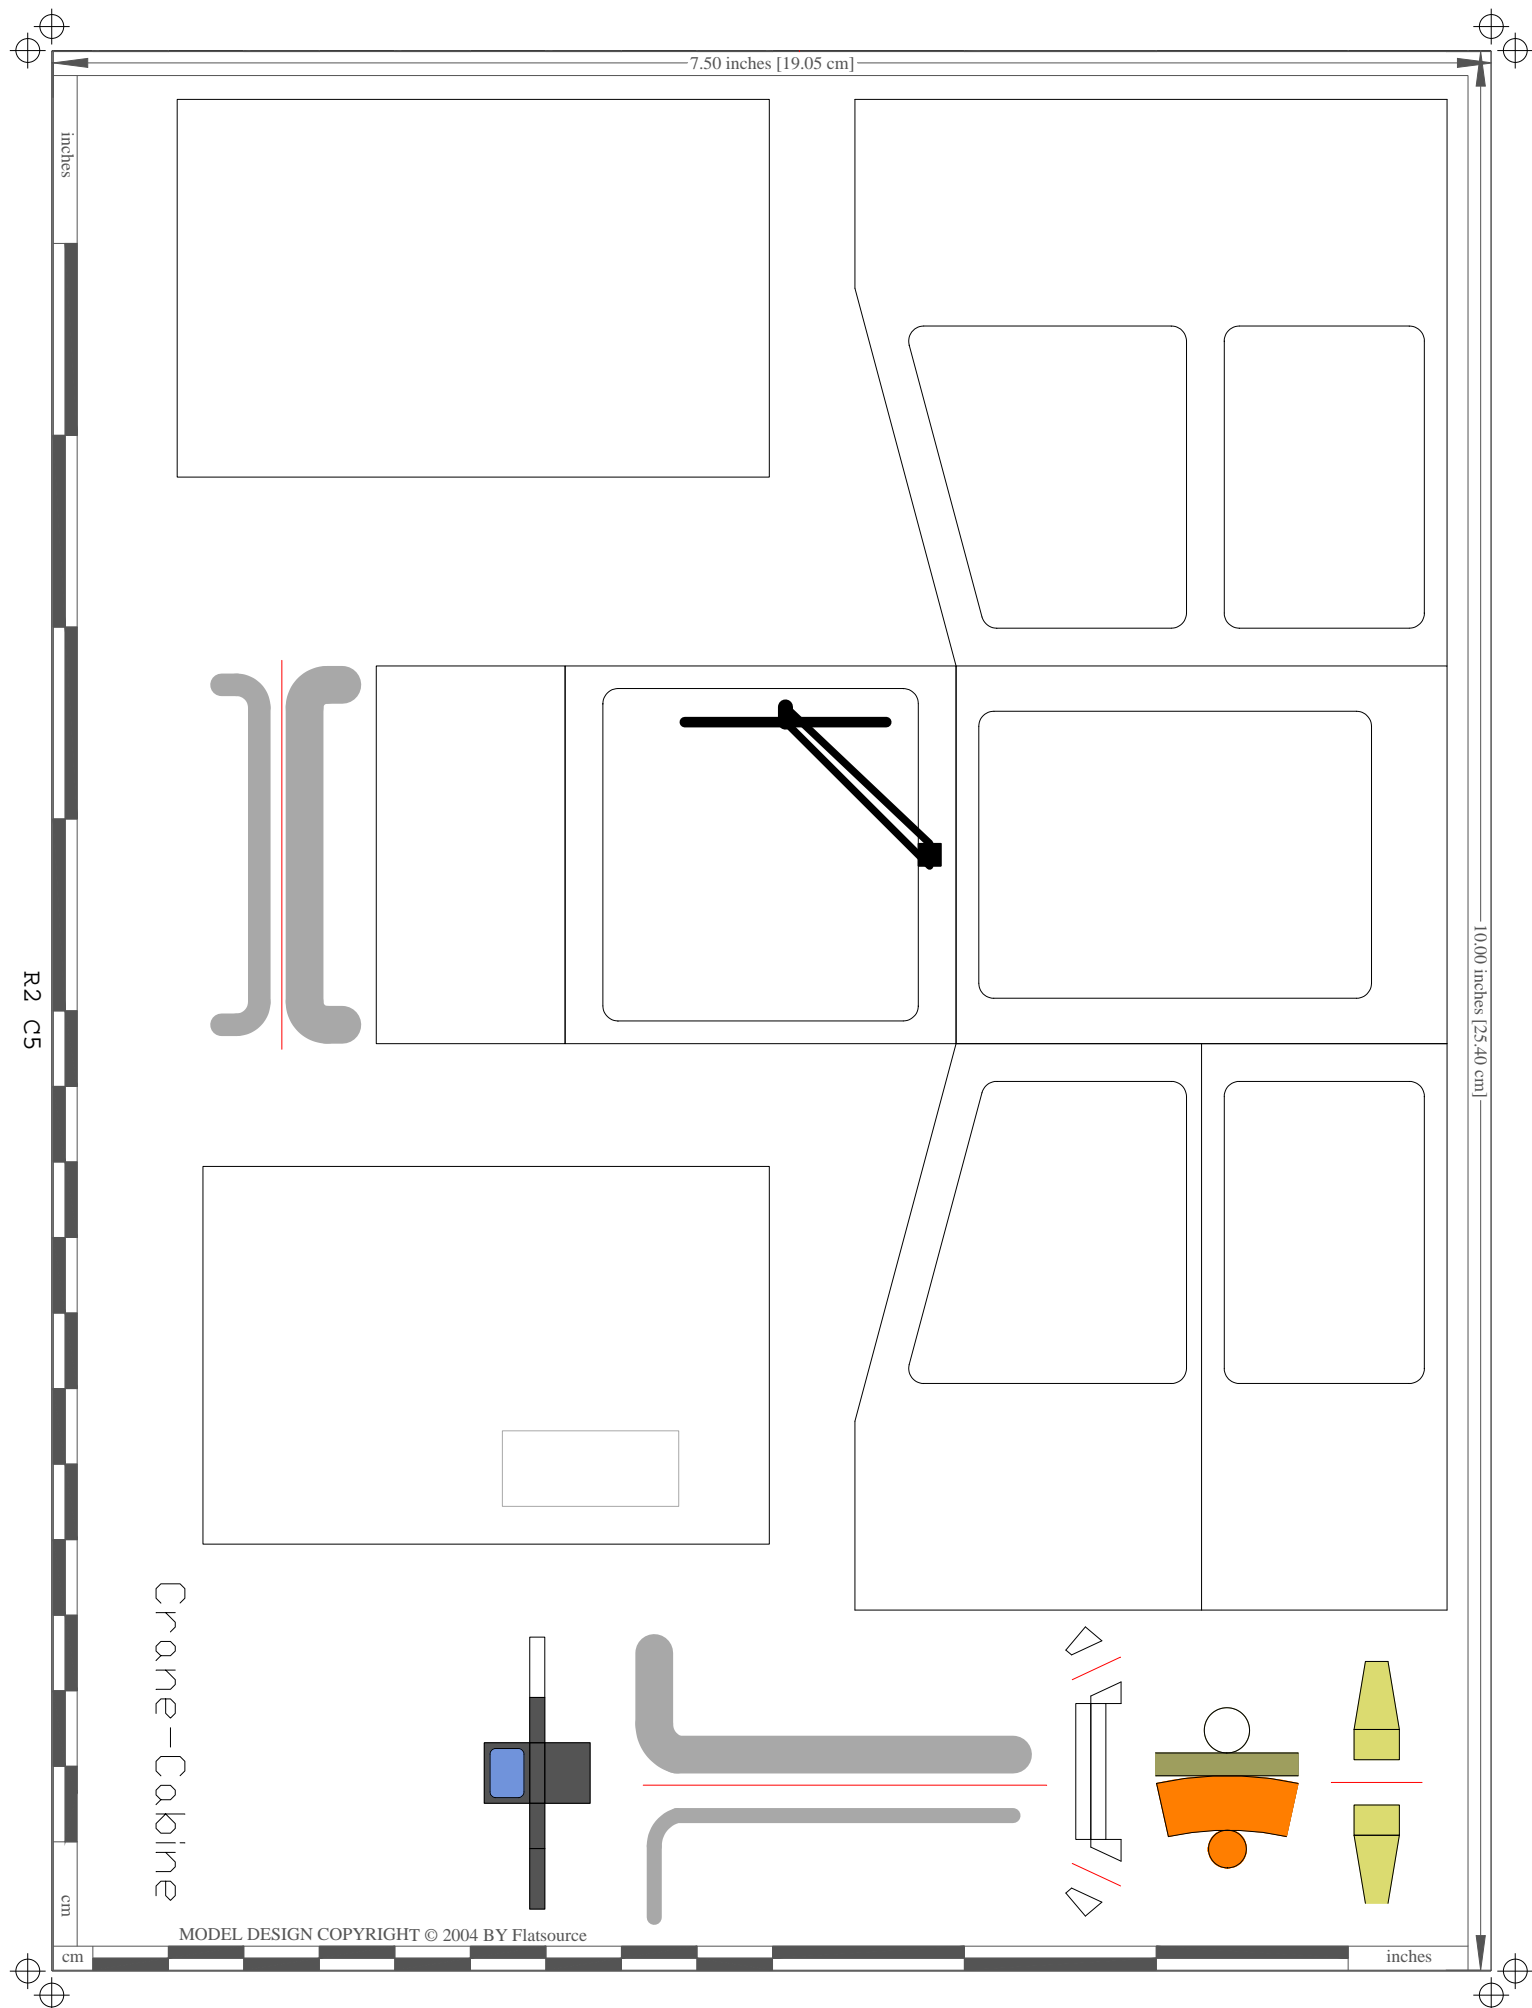 7.50 inches [19.05 cm]
inches
10.00 inches [25.40 cm]
R2 C5
Crane-Cabine
cm
MODEL DESIGN COPYRIGHT © 2004 BY Flatsource
cm
inches